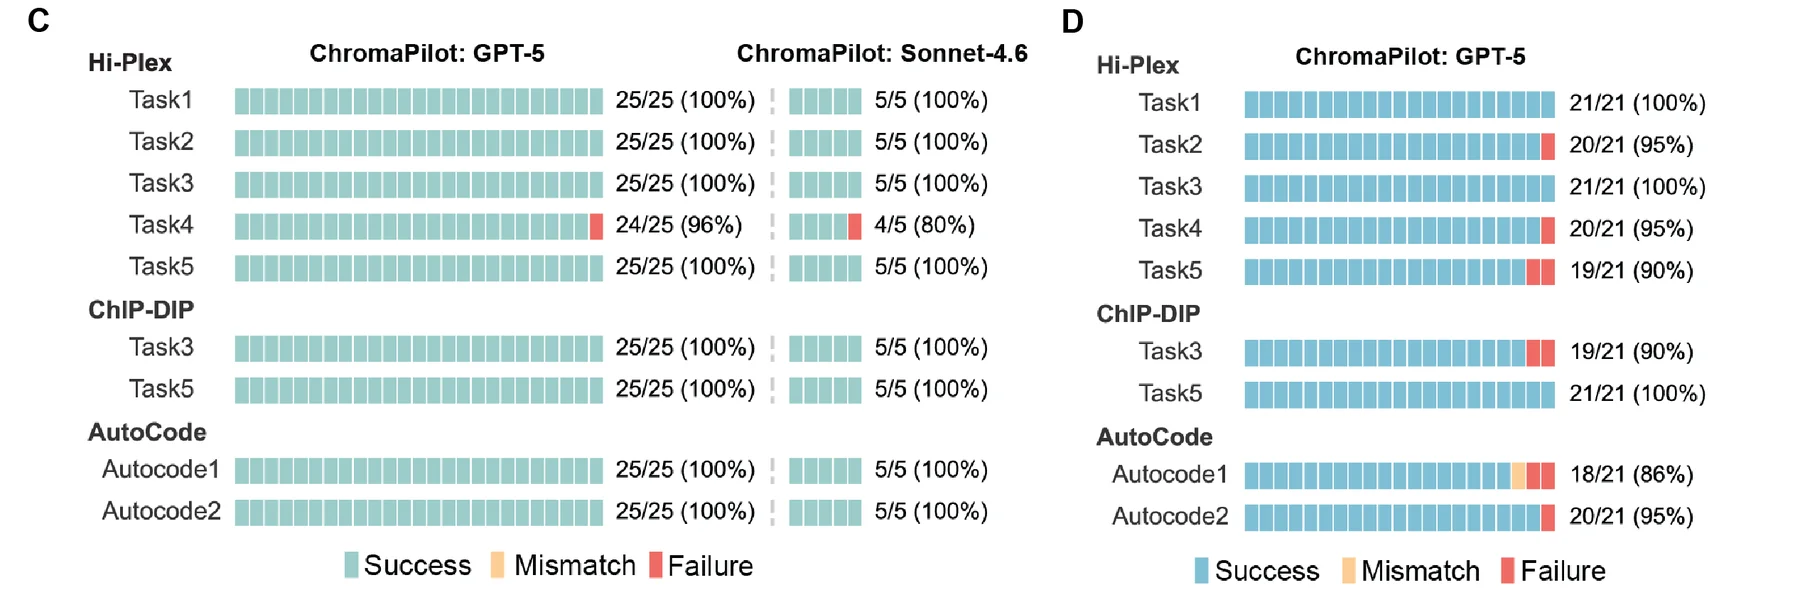 C
ChromaPilot: GPT-5 ChromaPilot: Sonnet-4.6
Hi-Plex
Task1 25/25 (100%) 5/5 (100%)
Task2 25/25 (100%) 5/5 (100%)
Task3 25/25 (100%) 5/5 (100%)
Task4 24/25 (96%) 4/5 (80%)
Task5 25/25 (100%) 5/5 (100%)
ChIP-DIP
Task3 25/25 (100%) 5/5 (100%)
Task5 25/25 (100%) 5/5 (100%)
AutoCode
Autocode1 25/25 (100%) 5/5 (100%)
Autocode2 25/25 (100%) 5/5 (100%)
Success Mismatch Failure
D
ChromaPilot: GPT-5
Hi-Plex
Task1 21/21 (100%)
Task2 20/21 (95%)
Task3 21/21 (100%)
Task4 20/21 (95%)
Task5 19/21 (90%)
ChIP-DIP
Task3 19/21 (90%)
Task5 21/21 (100%)
AutoCode
Autocode1 18/21 (86%)
Autocode2 20/21 (95%)
Success Mismatch Failure